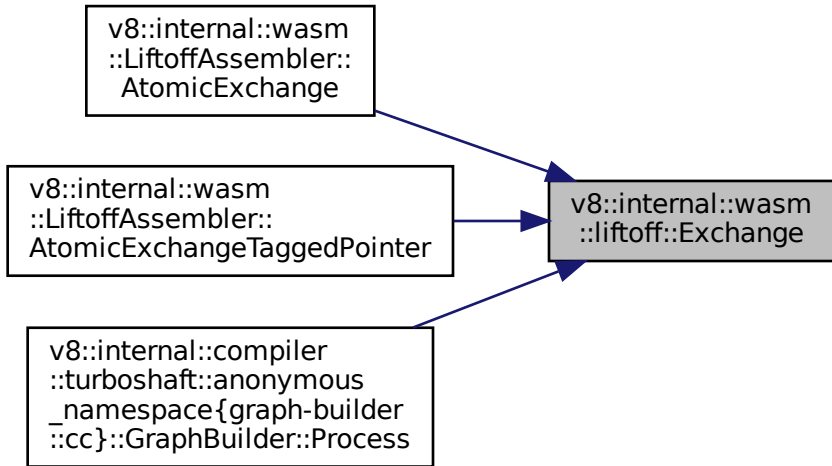 v8::internal::wasm
::LiftoffAssembler::
AtomicExchange
v8::internal::wasm
::LiftoffAssembler::
AtomicExchangeTaggedPointer
v8::internal::wasm
::liftoff::Exchange
v8::internal::compiler
::turboshaft::anonymous
_namespace{graph-builder
::cc}::GraphBuilder::Process